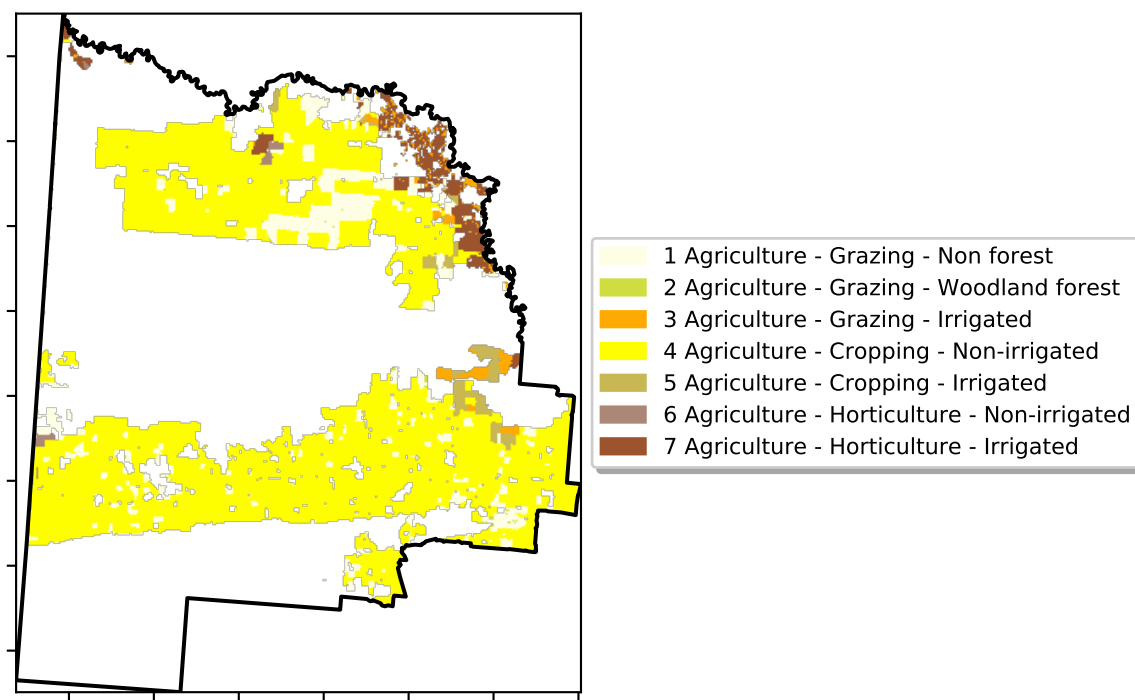 1 Agriculture - Grazing - Non forest
2 Agriculture - Grazing - Woodland forest
3 Agriculture - Grazing - Irrigated
4 Agriculture - Cropping - Non-irrigated
5 Agriculture - Cropping - Irrigated
6 Agriculture - Horticulture - Non-irrigated
7 Agriculture - Horticulture - Irrigated